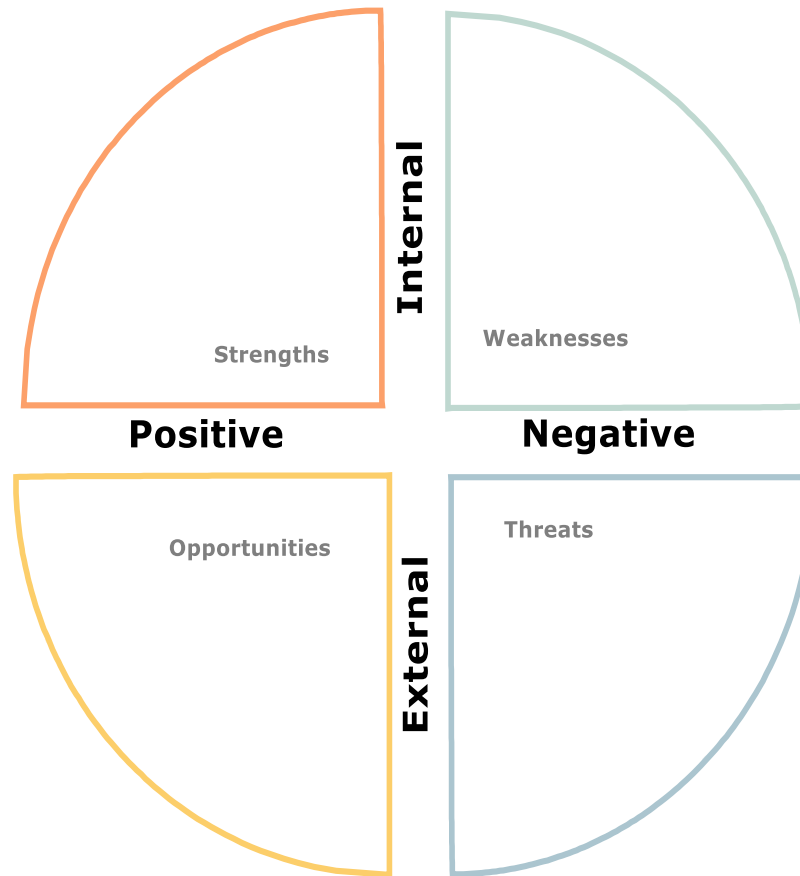 Internal
Strengths
Weaknesses
Positive
Negative
Opportunities
Threats
External